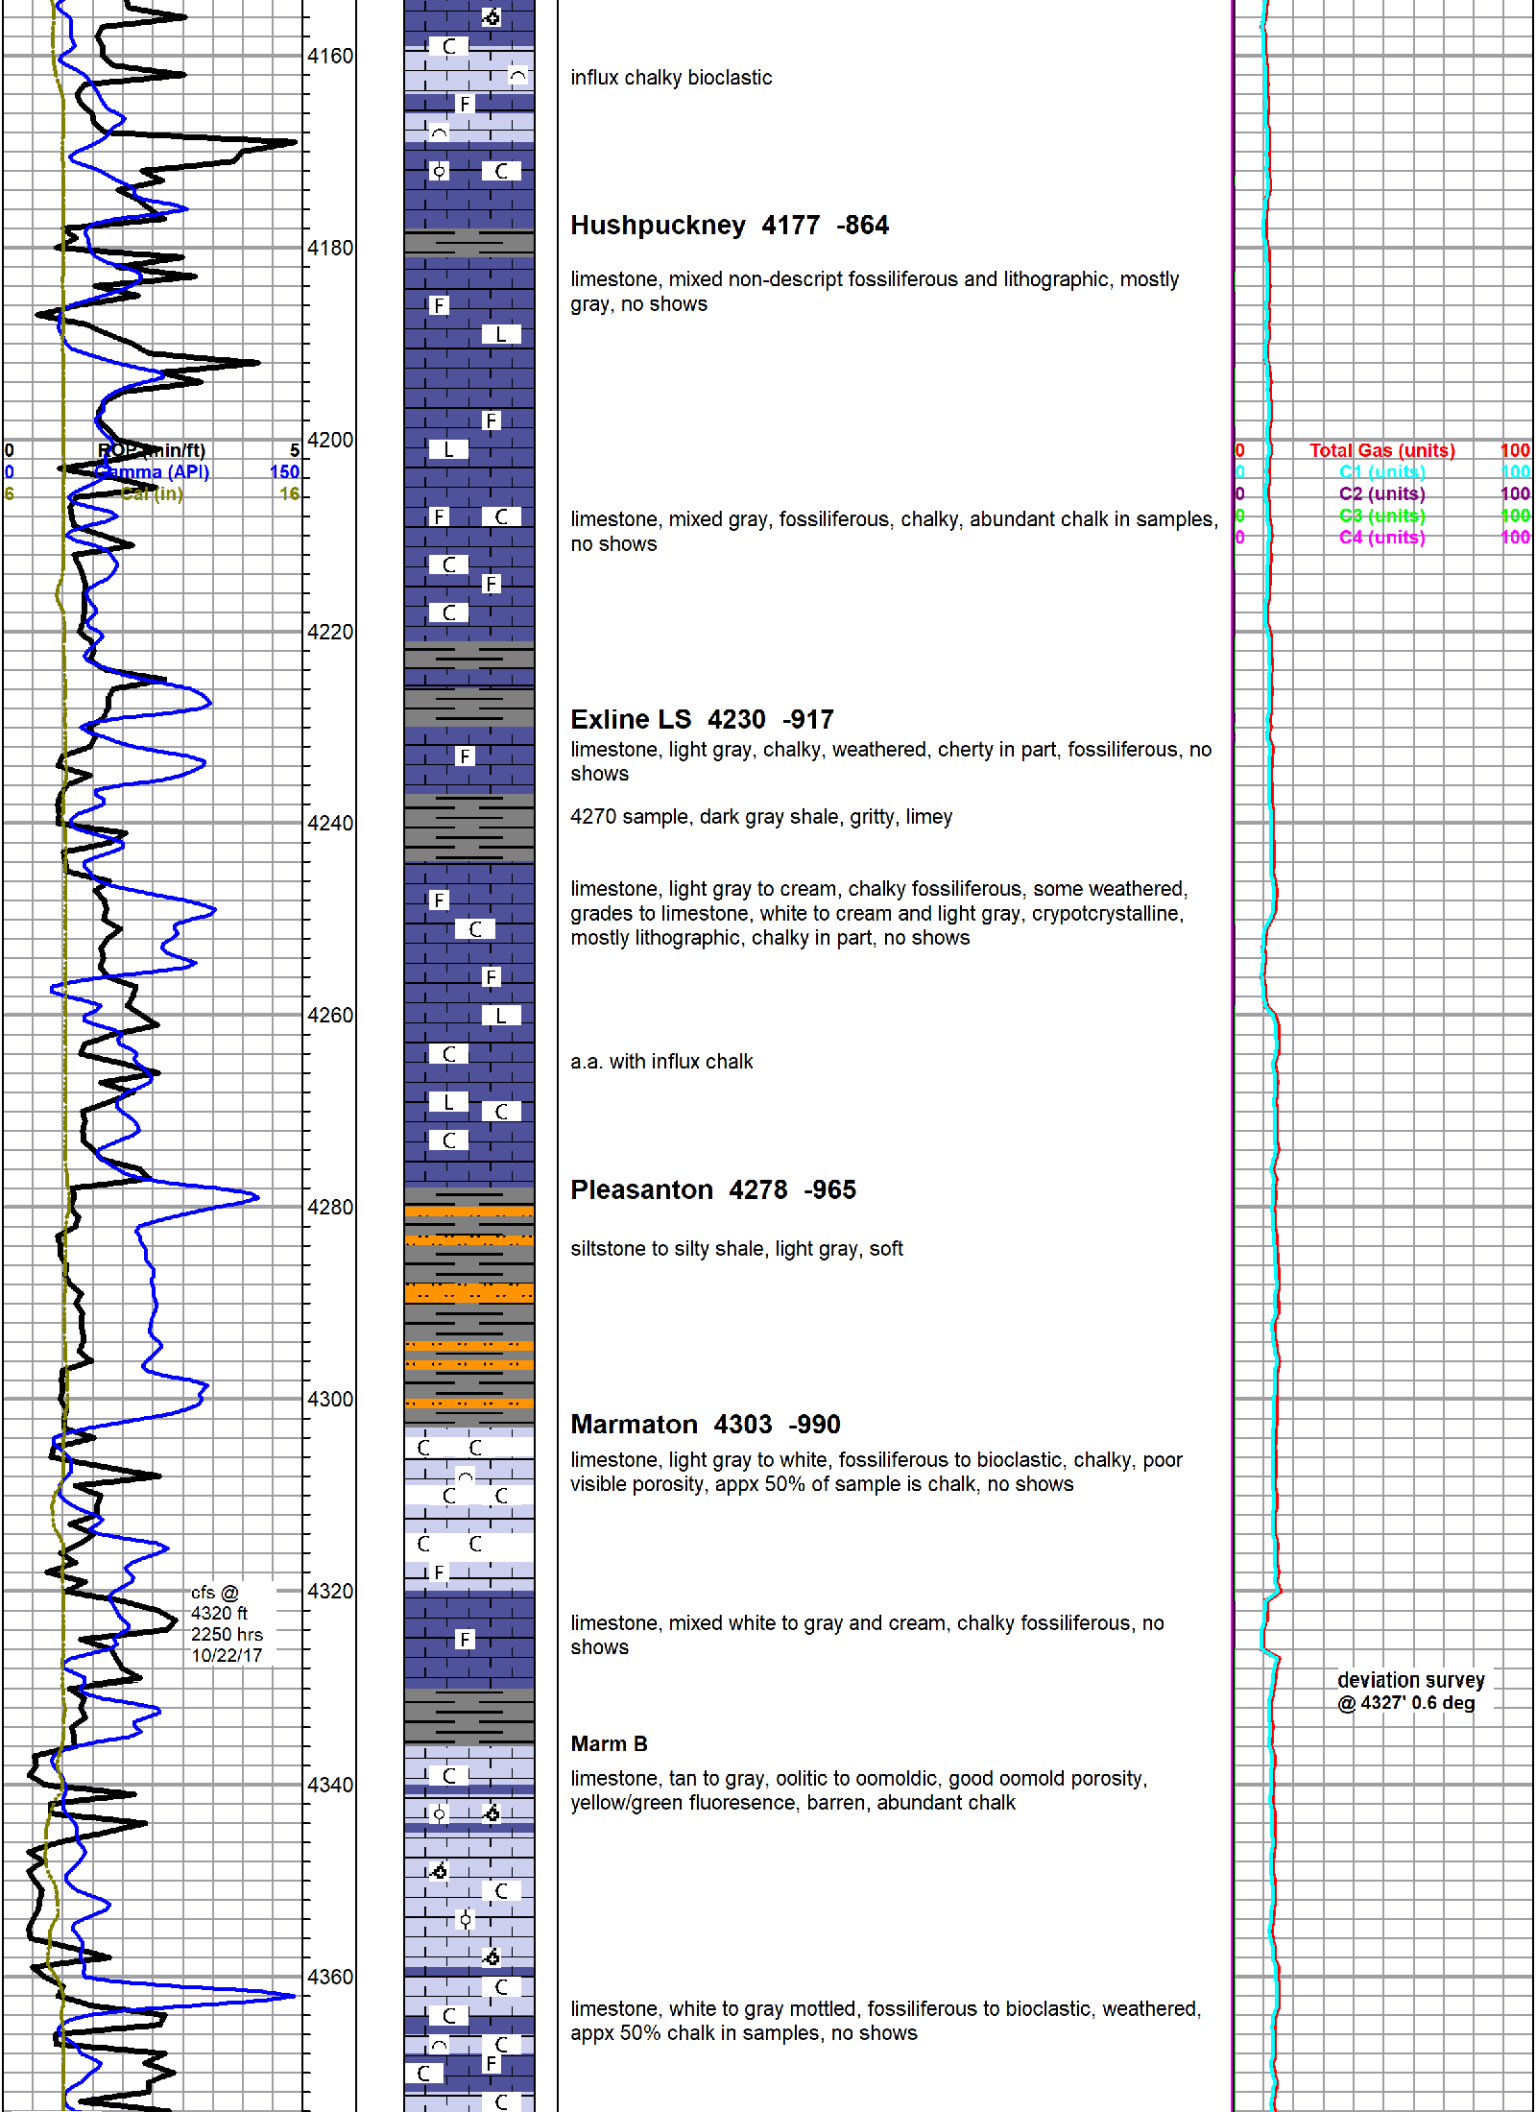 C
4160
influx chalky bioclastic
F
C
Hushpuckney 4177 -864
4180
limestone, mixed non-descript fossiliferous and lithographic, mostly
gray, no shows
F
L
F
4200
L
0 ROP (min/ft) 5
0 Gamma (API) 150
6 Cal (in) 16
0 Total Gas (units) 100
0 C1 (units) 100
0 C2 (units) 100
0 C3 (units) 100
0 C4 (units) 100
F C
limestone, mixed gray, fossiliferous, chalky, abundant chalk in samples,
no shows
C
F
C
4220
Exline LS 4230 -917
limestone, light gray, chalky, weathered, cherty in part, fossiliferous, no
shows
F
4240
4270 sample, dark gray shale, gritty, limey
limestone, light gray to cream, chalky fossiliferous, some weathered,
grades to limestone, white to cream and light gray, crypotcrystalline,
mostly lithographic, chalky in part, no shows
F
C
F
4260
L
C
a.a. with influx chalk
L
C
C
Pleasanton 4278 -965
4280
siltstone to silty shale, light gray, soft
4300
Marmaton 4303 -990
C C
limestone, light gray to white, fossiliferous to bioclastic, chalky, poor
visible porosity, appx 50% of sample is chalk, no shows
C C
C C
F
4320
cfs @
4320 ft
2250 hrs
10/22/17
limestone, mixed white to gray and cream, chalky fossiliferous, no
shows
F
deviation survey
@ 4327' 0.6 deg
Marm B
4340
C
limestone, tan to gray, oolitic to oomoldic, good oomold porosity,
yellow/green fluoresence, barren, abundant chalk
C
4360
C
C
limestone, white to gray mottled, fossiliferous to bioclastic, weathered,
appx 50% chalk in samples, no shows
C
F
C
C